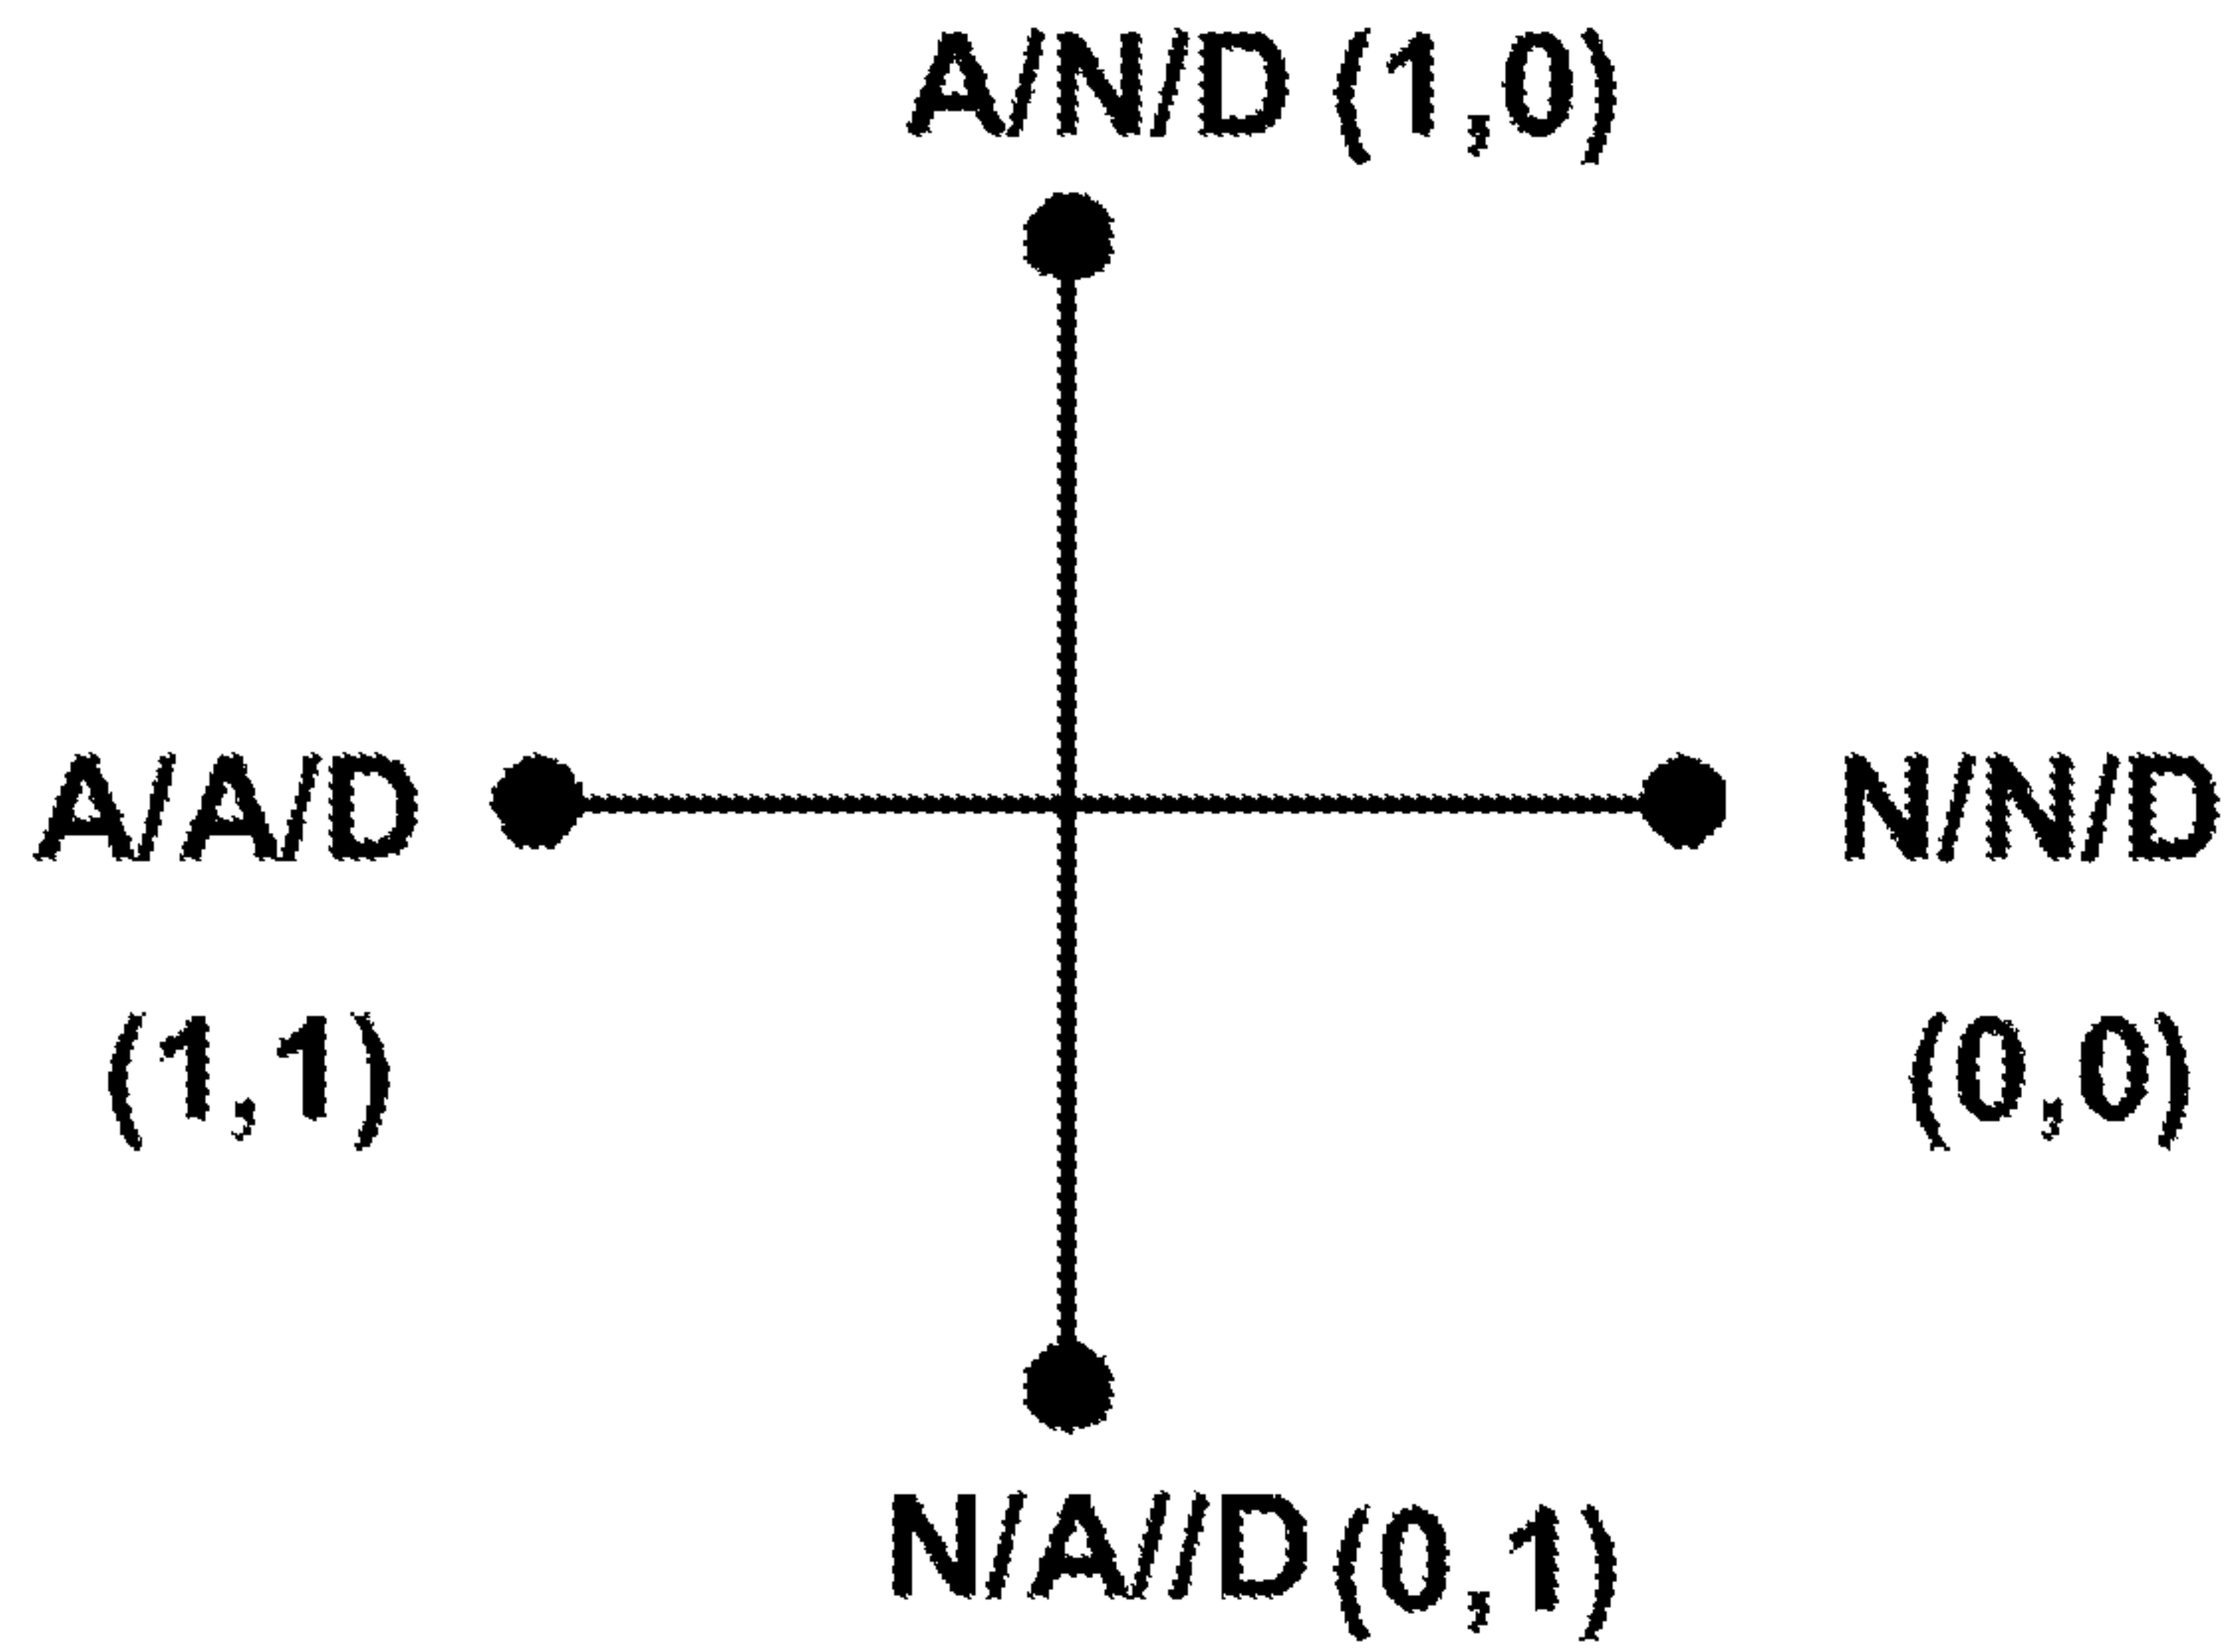 A/N/D (1,0)
A/A/D
N/N/D
(1,1)
(0,0)
N/A//D(0,1)